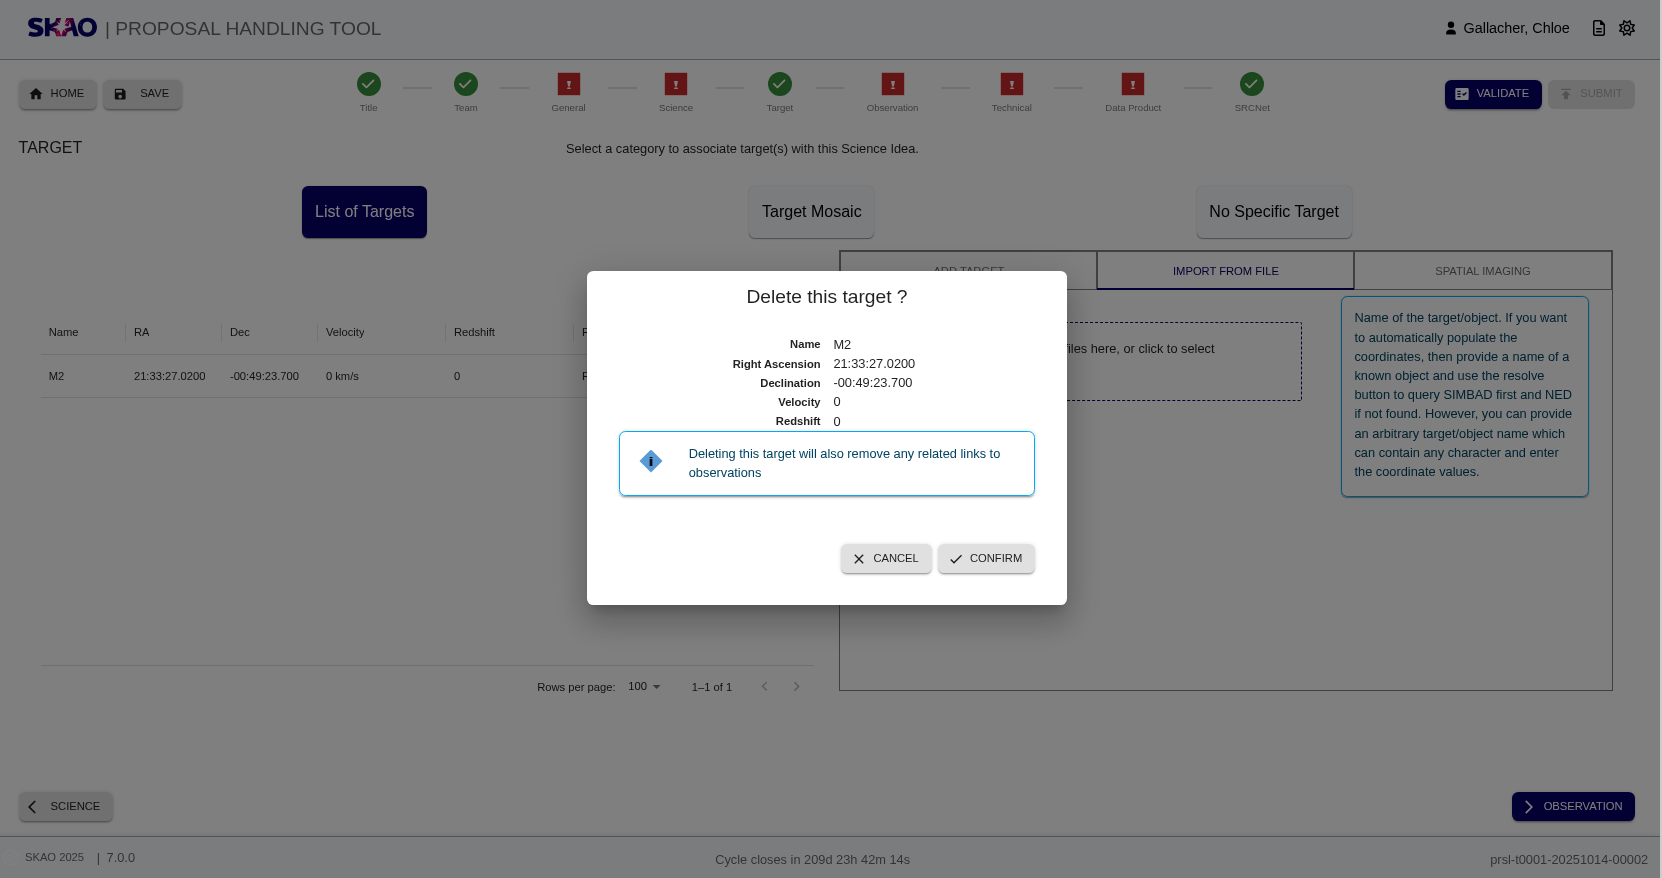 SKAO | PROPOSAL HANDLING TOOL
Gallacher, Chloe
HOME
SAVE
Title
Team
General
Science
Target
Observation
Technical
Data Product
SRCNet
VALIDATE
SUBMIT
TARGET
Select a category to associate target(s) with this Science Idea.
List of Targets
Target Mosaic
No Specific Target
ADD TARGET
IMPORT FROM FILE
SPATIAL IMAGING
Name
RA
Dec
Velocity
Redshift
M2
21:33:27.0200
-00:49:23.700
0 km/s
0
files here, or click to select
Name of the target/object. If you want
to automatically populate the
coordinates, then provide a name of a
known object and use the resolve
button to query SIMBAD first and NED
if not found. However, you can provide
an arbitrary target/object name which
can contain any character and enter
the coordinate values.
Delete this target ?
Name M2
Right Ascension 21:33:27.0200
Declination -00:49:23.700
Velocity 0
Redshift 0
Deleting this target will also remove any related links to
observations
CANCEL
CONFIRM
Rows per page: 100
1–1 of 1
SCIENCE
OBSERVATION
SKAO 2025 | 7.0.0
Cycle closes in 209d 23h 42m 14s
prsl-t0001-20251014-00002